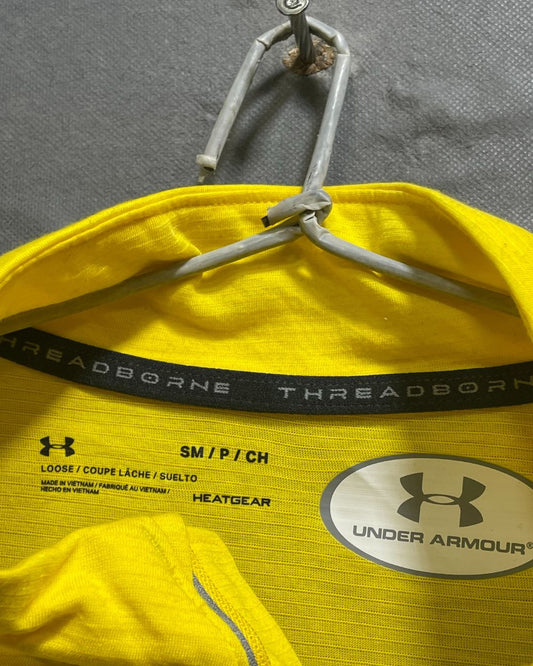 THREADBORNE THREADBORNE
SM / P / CH
LOOSE / COUPE LÂCHE / SUELTO
MADE IN VIETNAM / FABRIQUÉ AU VIETNAM /
HECHO EN VIETNAM
HEATGEAR
UNDER ARMOUR®